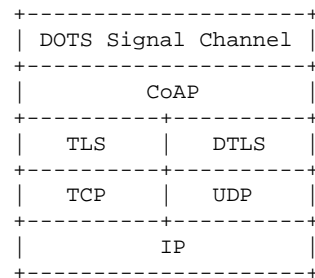 +---------------------+
| DOTS Signal Channel |
+---------------------+
|        CoAP         |
+----------+----------+
|   TLS    |   DTLS   |
+----------+----------+
|   TCP    |   UDP    |
+----------+----------+
|         IP          |
+---------------------+